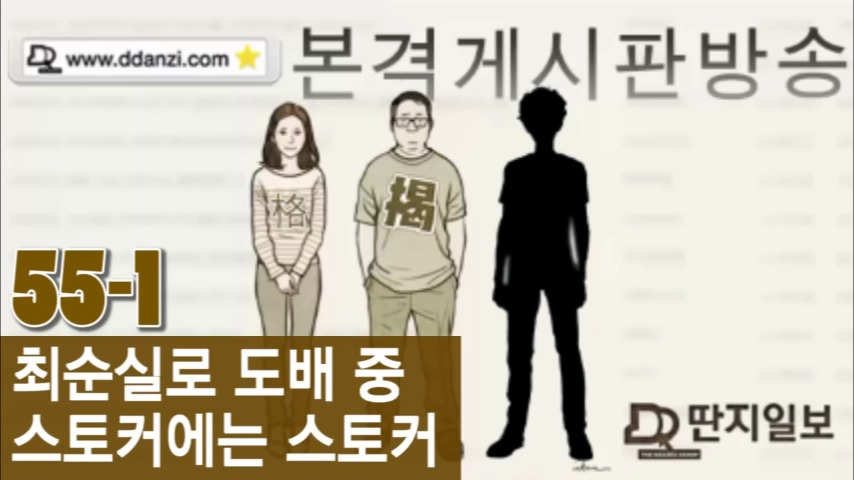 www.ddanzi.com
본격게시판방송
格
揭
55-1
최순실로 도배 중
스토커에는 스토커
딴지일보